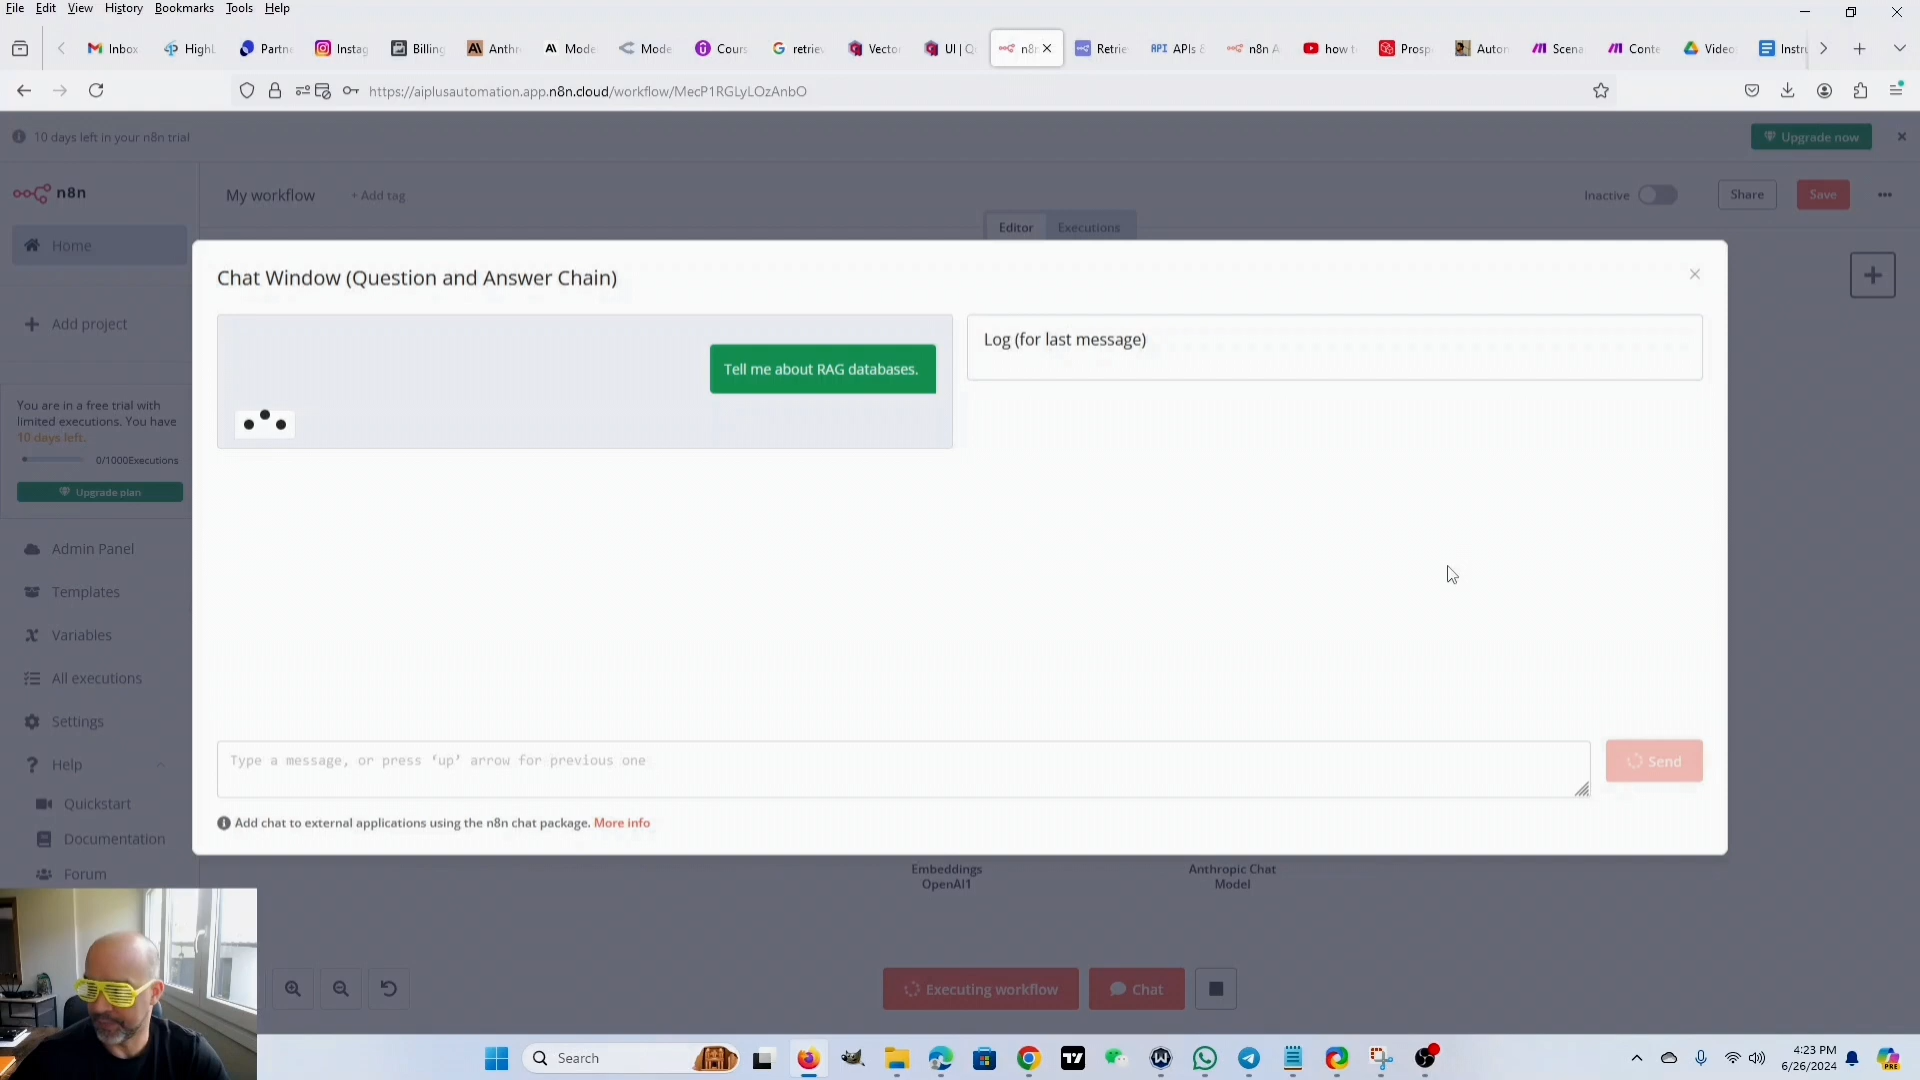 File Edit View History Bookmarks Tools Help
Inbox HighL Partne Instag Billing Anthr Mode Mode Cours retriev Vecto UI | Q n8n Retrie API APIs & n8n A how t Prosp Autom Scena Conte Video Instru
https://aiplusautomation.app.n8n.cloud/workflow/MecP1RGLyLOzAnbO
10 days left in your n8n trial Upgrade now
n8n My workflow + Add tag Inactive Share Save
Editor Executions
Home
Chat Window (Question and Answer Chain)
Add project
Log (for last message)
Tell me about RAG databases.
You are in a free trial with
limited executions. You have
10 days left.
0/1000Executions
Upgrade plan
Admin Panel
Templates
Variables
All executions
Settings
Type a message, or press ‘up’ arrow for previous one
Send
Help
Quickstart
Add chat to external applications using the n8n chat package. More info
Documentation
Forum
Embeddings
OpenAI1
Anthropic Chat
Model
Executing workflow Chat
Search
4:23 PM
6/26/2024
PRE